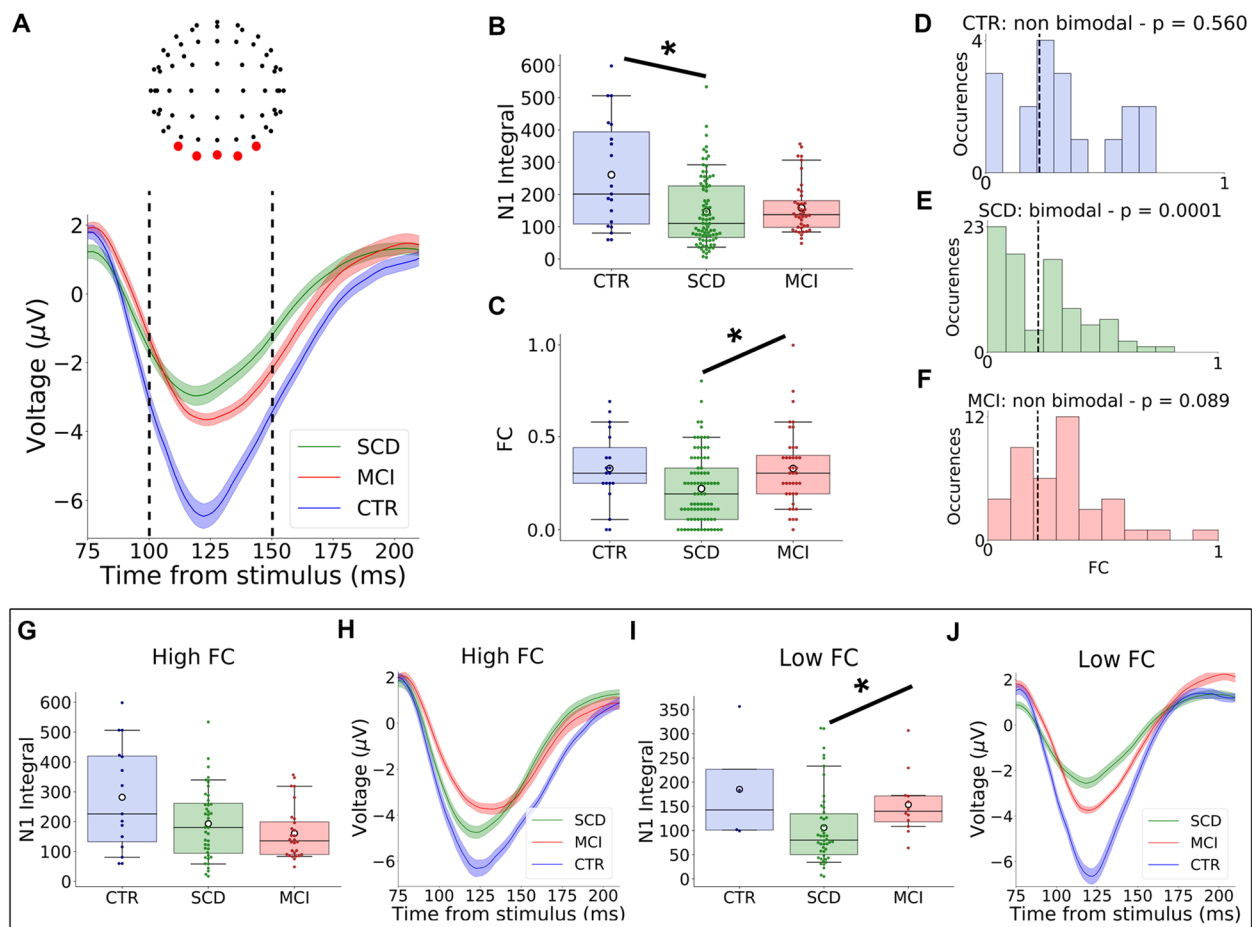 A
2
0
−2
−4
−6
Voltage (μV)
SCD
MCI
CTR
75
100
125
150
175
200
Time from stimulus (ms)
B
*
600
500
400
300
200
100
0
N1 Integral
CTR
SCD
MCI
C
*
1.0
0.5
0.0
FC
CTR
SCD
MCI
D
CTR: non bimodal - p = 0.560
4
0
Occurences
0
1
E
SCD: bimodal - p = 0.0001
23
0
Occurences
0
1
F
MCI: non bimodal - p = 0.089
12
0
Occurences
0
1
FC
G
High FC
600
500
400
300
200
100
0
N1 Integral
CTR
SCD
MCI
H
High FC
2
0
−2
−4
−6
Voltage (μV)
SCD
MCI
CTR
75
100
125
150
175
200
Time from stimulus (ms)
I
Low FC
*
350
300
250
200
150
100
50
0
N1 Integral
CTR
SCD
MCI
J
Low FC
2
0
−2
−4
−6
Voltage (μV)
SCD
MCI
CTR
75
100
125
150
175
200
Time from stimulus (ms)